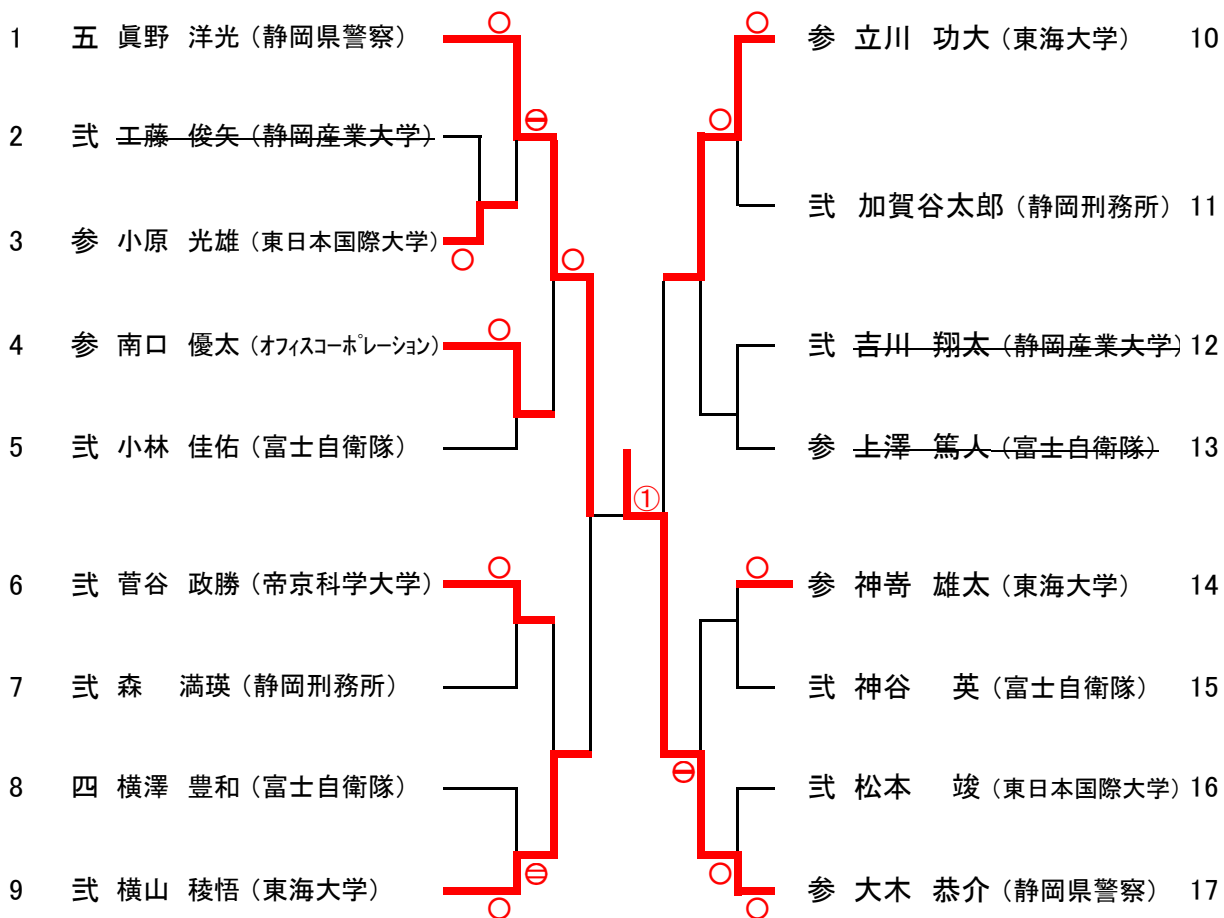 1 五 眞野 洋光 (静岡県警察)
2 弐 工藤 俊矢 (静岡産業大学)
3 参 小原 光雄 (東日本国際大学)
4 参 南口 優太 (オフィスコーポレーション)
5 弐 小林 佳佑 (富士自衛隊)
6 弐 菅谷 政勝 (帝京科学大学)
7 弐 森 満瑛 (静岡刑務所)
8 四 横澤 豊和 (富士自衛隊)
9 弐 横山 稜悟 (東海大学)
①
参 立川 功大 (東海大学) 10
弐 加賀谷太郎 (静岡刑務所) 11
弐 吉川 翔太 (静岡産業大学) 12
参 上澤 篤人 (富士自衛隊) 13
参 神嵜 雄太 (東海大学) 14
弐 神谷 英 (富士自衛隊) 15
弐 松本 竣 (東日本国際大学) 16
参 大木 恭介 (静岡県警察) 17